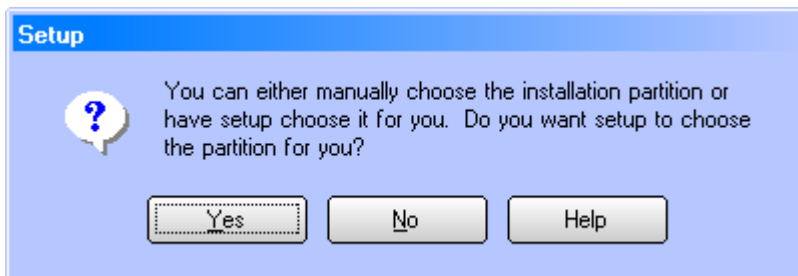 Setup
You can either manually choose the installation partition or
have setup choose it for you.  Do you want setup to choose
the partition for you?
?
Yes
No
Help